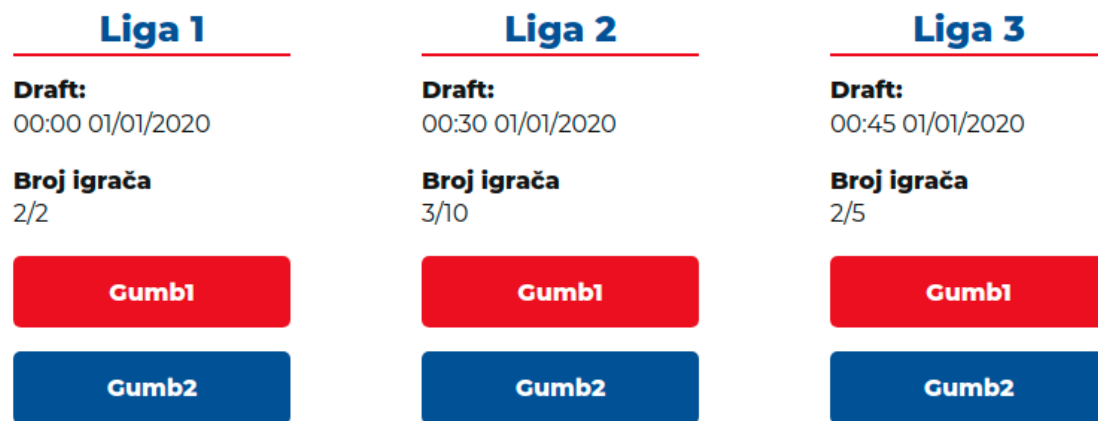 Liga 1
Draft:
00:00 01/01/2020
Broj igrača
2/2
Gumb1
Gumb2
Liga 2
Draft:
00:30 01/01/2020
Broj igrača
3/10
Gumb1
Gumb2
Liga 3
Draft:
00:45 01/01/2020
Broj igrača
2/5
Gumb1
Gumb2